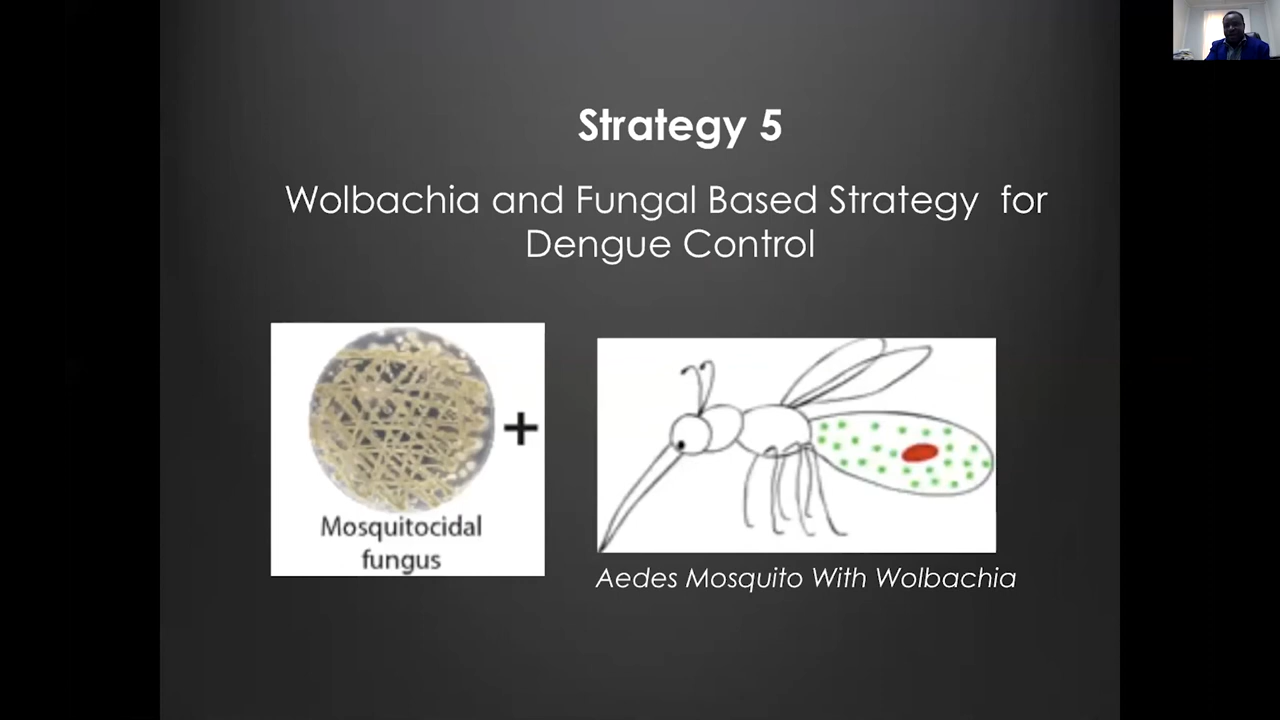 Strategy 5
Wolbachia and Fungal Based Strategy for
Dengue Control
+
Mosquitocidal
fungus
Aedes Mosquito With Wolbachia